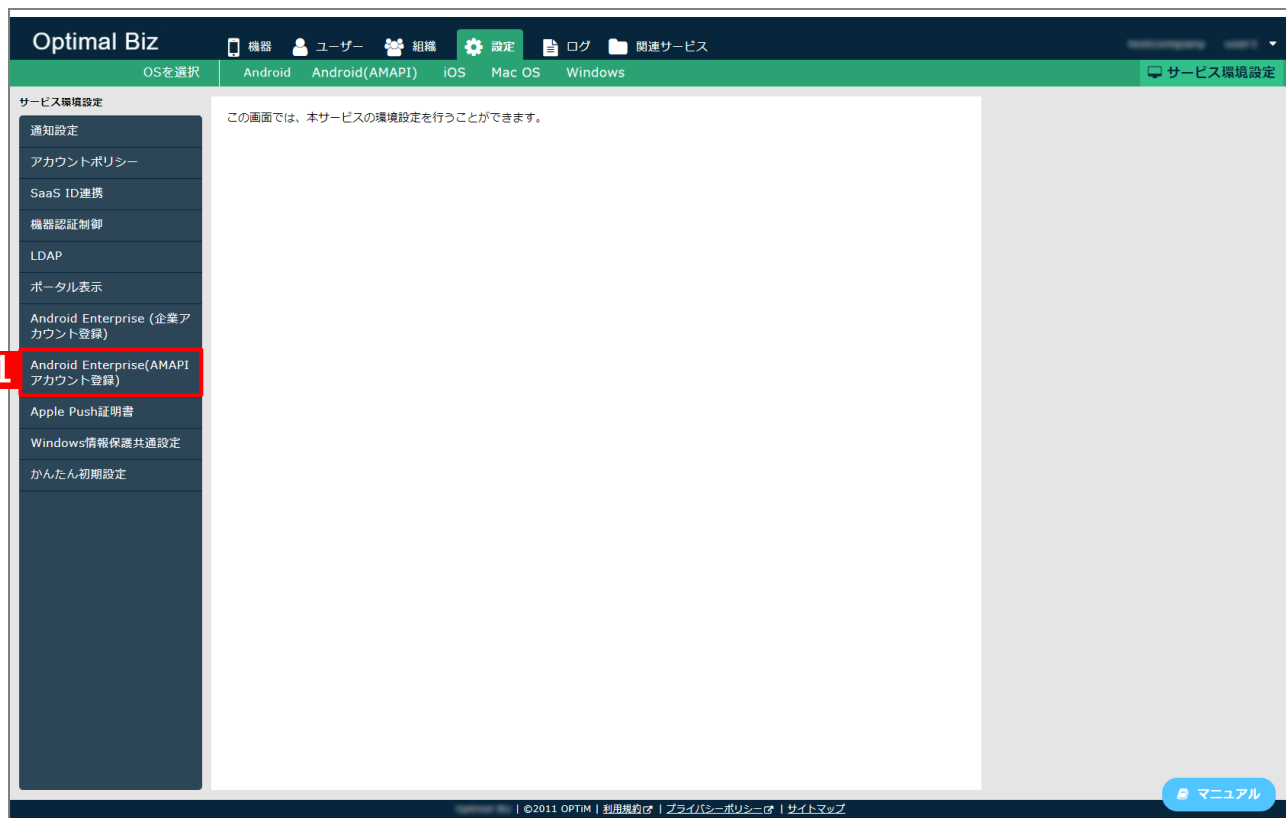 Optimal Biz
機器 ユーザー 組織 設定 ログ 関連サービス
OSを選択 Android Android(AMAPI) iOS Mac OS Windows サービス環境設定
サービス環境設定
通知設定
アカウントポリシー
SaaS ID連携
機器認証制御
LDAP
ポータル表示
Android Enterprise (企業ア
カウント登録)
1
Android Enterprise(AMAPI
アカウント登録)
Apple Push証明書
Windows情報保護共通設定
かんたん初期設定
この画面では、本サービスの環境設定を行うことができます。
マニュアル
| ©2011 OPTiM | 利用規約 | プライバシーポリシー | サイトマップ